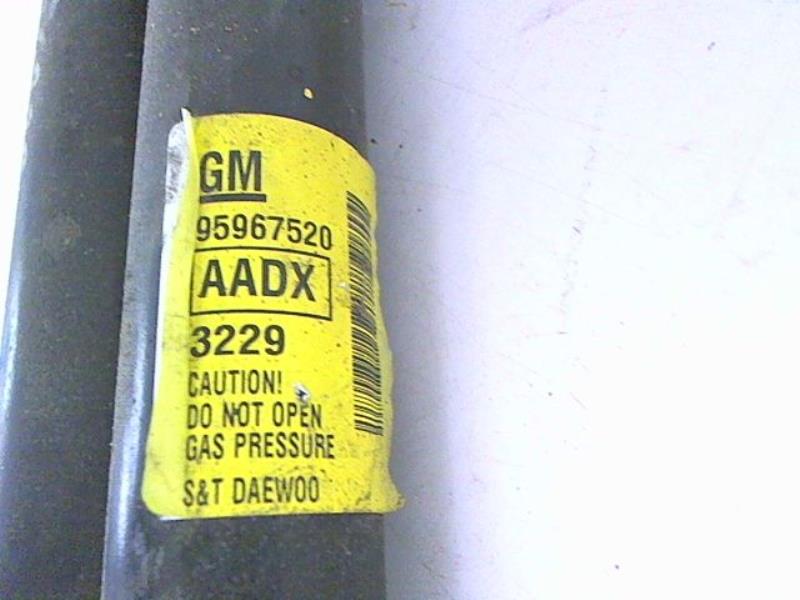 GM
95967520
AADX
3229
CAUTION!
DO NOT OPEN
GAS PRESSURE
S&T DAEWOO